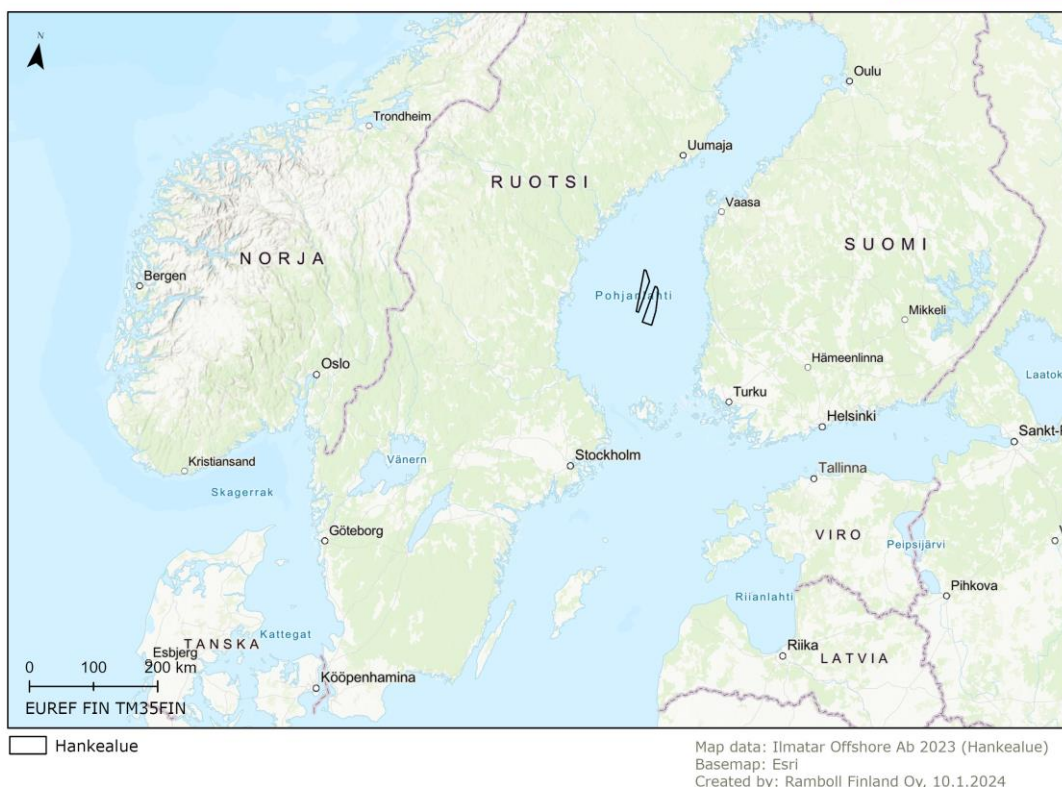 N
Oulu
Trondheim
Uumaja
RUOTSI
Vaasa
SUOMI
NORJA
Bergen
Pohjanlahti
Mikkeli
Hämeenlinna
Oslo
Laatok
Turku
Helsinki
Sankt-
Stockholm
Vänern
Kristiansand
Tallinna
Skagerrak
Göteborg
VIRO
Peipsijärvi
Pihkova
Riianlahti
Kattegat
TANSKA
Esbjerg
Riika
LATVIA
0 100 200 km
Kööpenhamina
EUREF FIN TM35FIN
Hankealue
Map data: Ilmatar Offshore Ab 2023 (Hankealue)
Basemap: Esri
Created by: Ramboll Finland Oy, 10.1.2024